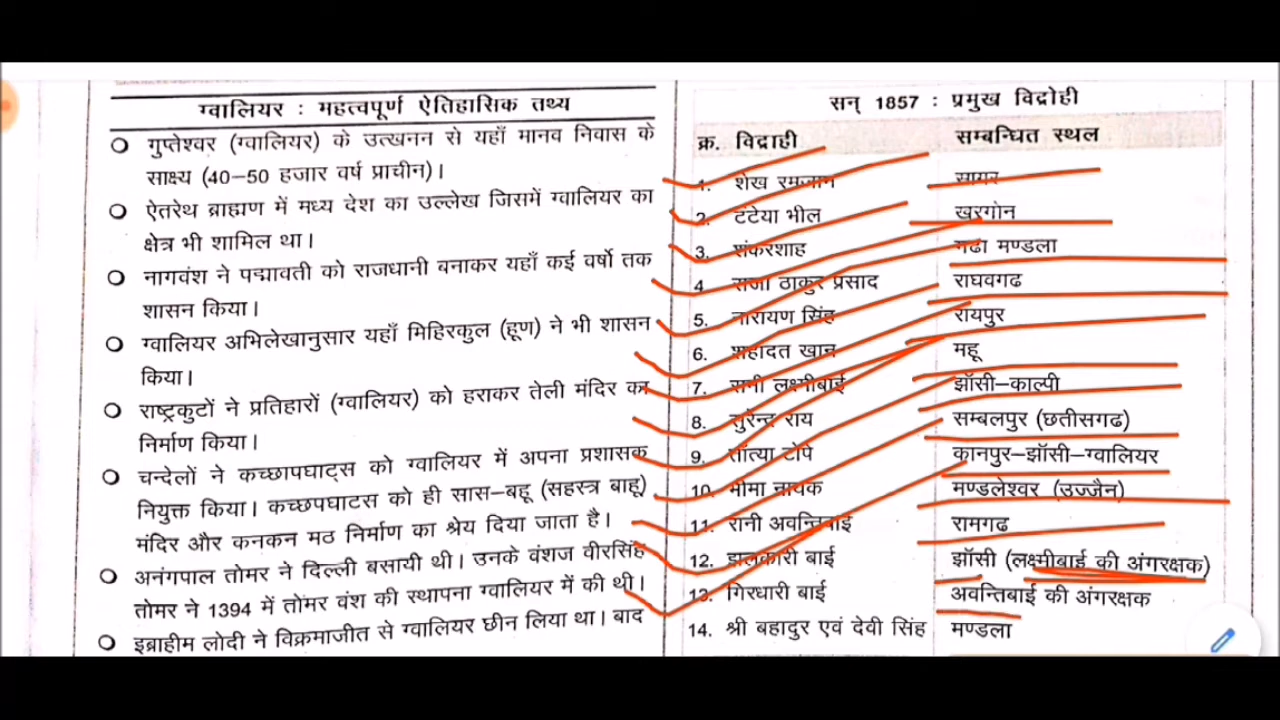 ग्वालियर : महत्वपूर्ण ऐतिहासिक तथ्य
गुप्तेश्वर (ग्वालियर) के उत्खनन से यहाँ मानव निवास के
साक्ष्य (40–50 हजार वर्ष प्राचीन)।
ऐतरेथ ब्राह्मण में मध्य देश का उल्लेख जिसमें ग्वालियर का
क्षेत्र भी शामिल था।
नागवंश ने पद्मावती को राजधानी बनाकर यहाँ कई वर्षो तक
शासन किया।
ग्वालियर अभिलेखानुसार यहाँ मिहिरकुल (हूण) ने भी शासन
किया।
राष्ट्रकुटों ने प्रतिहारों (ग्वालियर) को हराकर तेली मंदिर का
निर्माण किया।
चन्देलों ने कच्छापघाट्स को ग्वालियर में अपना प्रशासक
नियुक्त किया। कच्छपघाटस को ही सास–बहू (सहस्त्र बाहू)
मंदिर और कनकन मठ निर्माण का श्रेय दिया जाता है।
अनंगपाल तोमर ने दिल्ली बसायी थी। उनके वंशज वीरसिंह
तोमर ने 1394 में तोमर वंश की स्थापना ग्वालियर में की थी।
इब्राहीम लोदी ने विक्रमाजीत से ग्वालियर छीन लिया था। बाद
सन् 1857 : प्रमुख विद्रोही
क्र. विद्राही सम्बन्धित स्थल
1. शेख रमजान सागर
2. टंटेया भील खरगोन
3. शंकरशाह गढा मण्डला
4 राजा ठाकुर प्रसाद राघवगढ
5. नारायण सिंह रायपुर
6. शहादत खान महू
7. रानी लक्ष्मीबाई झॉसी–काल्पी
8. सुरेन्द्र राय सम्बलपुर (छतीसगढ)
9. ताँत्या टोपे कानपुर–झॉसी–ग्वालियर
10. भीमा नायक मण्डलेश्वर (उज्जैन)
11. रानी अवन्तिबाई रामगढ
12. झलकारी बाई झॉसी (लक्ष्मीबाई की अंगरक्षक)
13. गिरधारी बाई अवन्तिबाई की अंगरक्षक
14. श्री बहादुर एवं देवी सिंह मण्डला